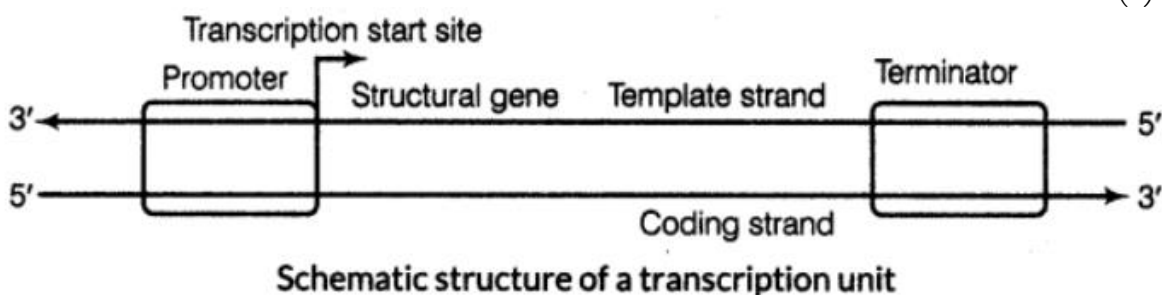 Transcription start site
Promoter
Terminator
Structural gene Template strand
3′ 5′
5′ 3′
Coding strand
Schematic structure of a transcription unit